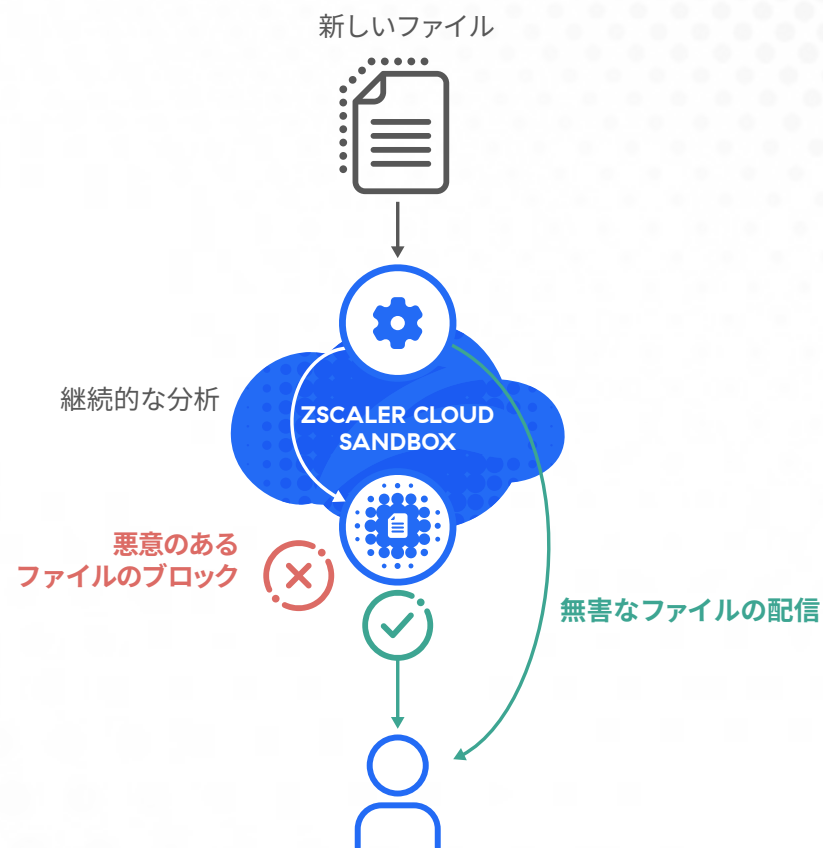 新しいファイル
継続的な分析
ZSCALER CLOUD
SANDBOX
悪意のある
ファイルのブロック
無害なファイルの配信